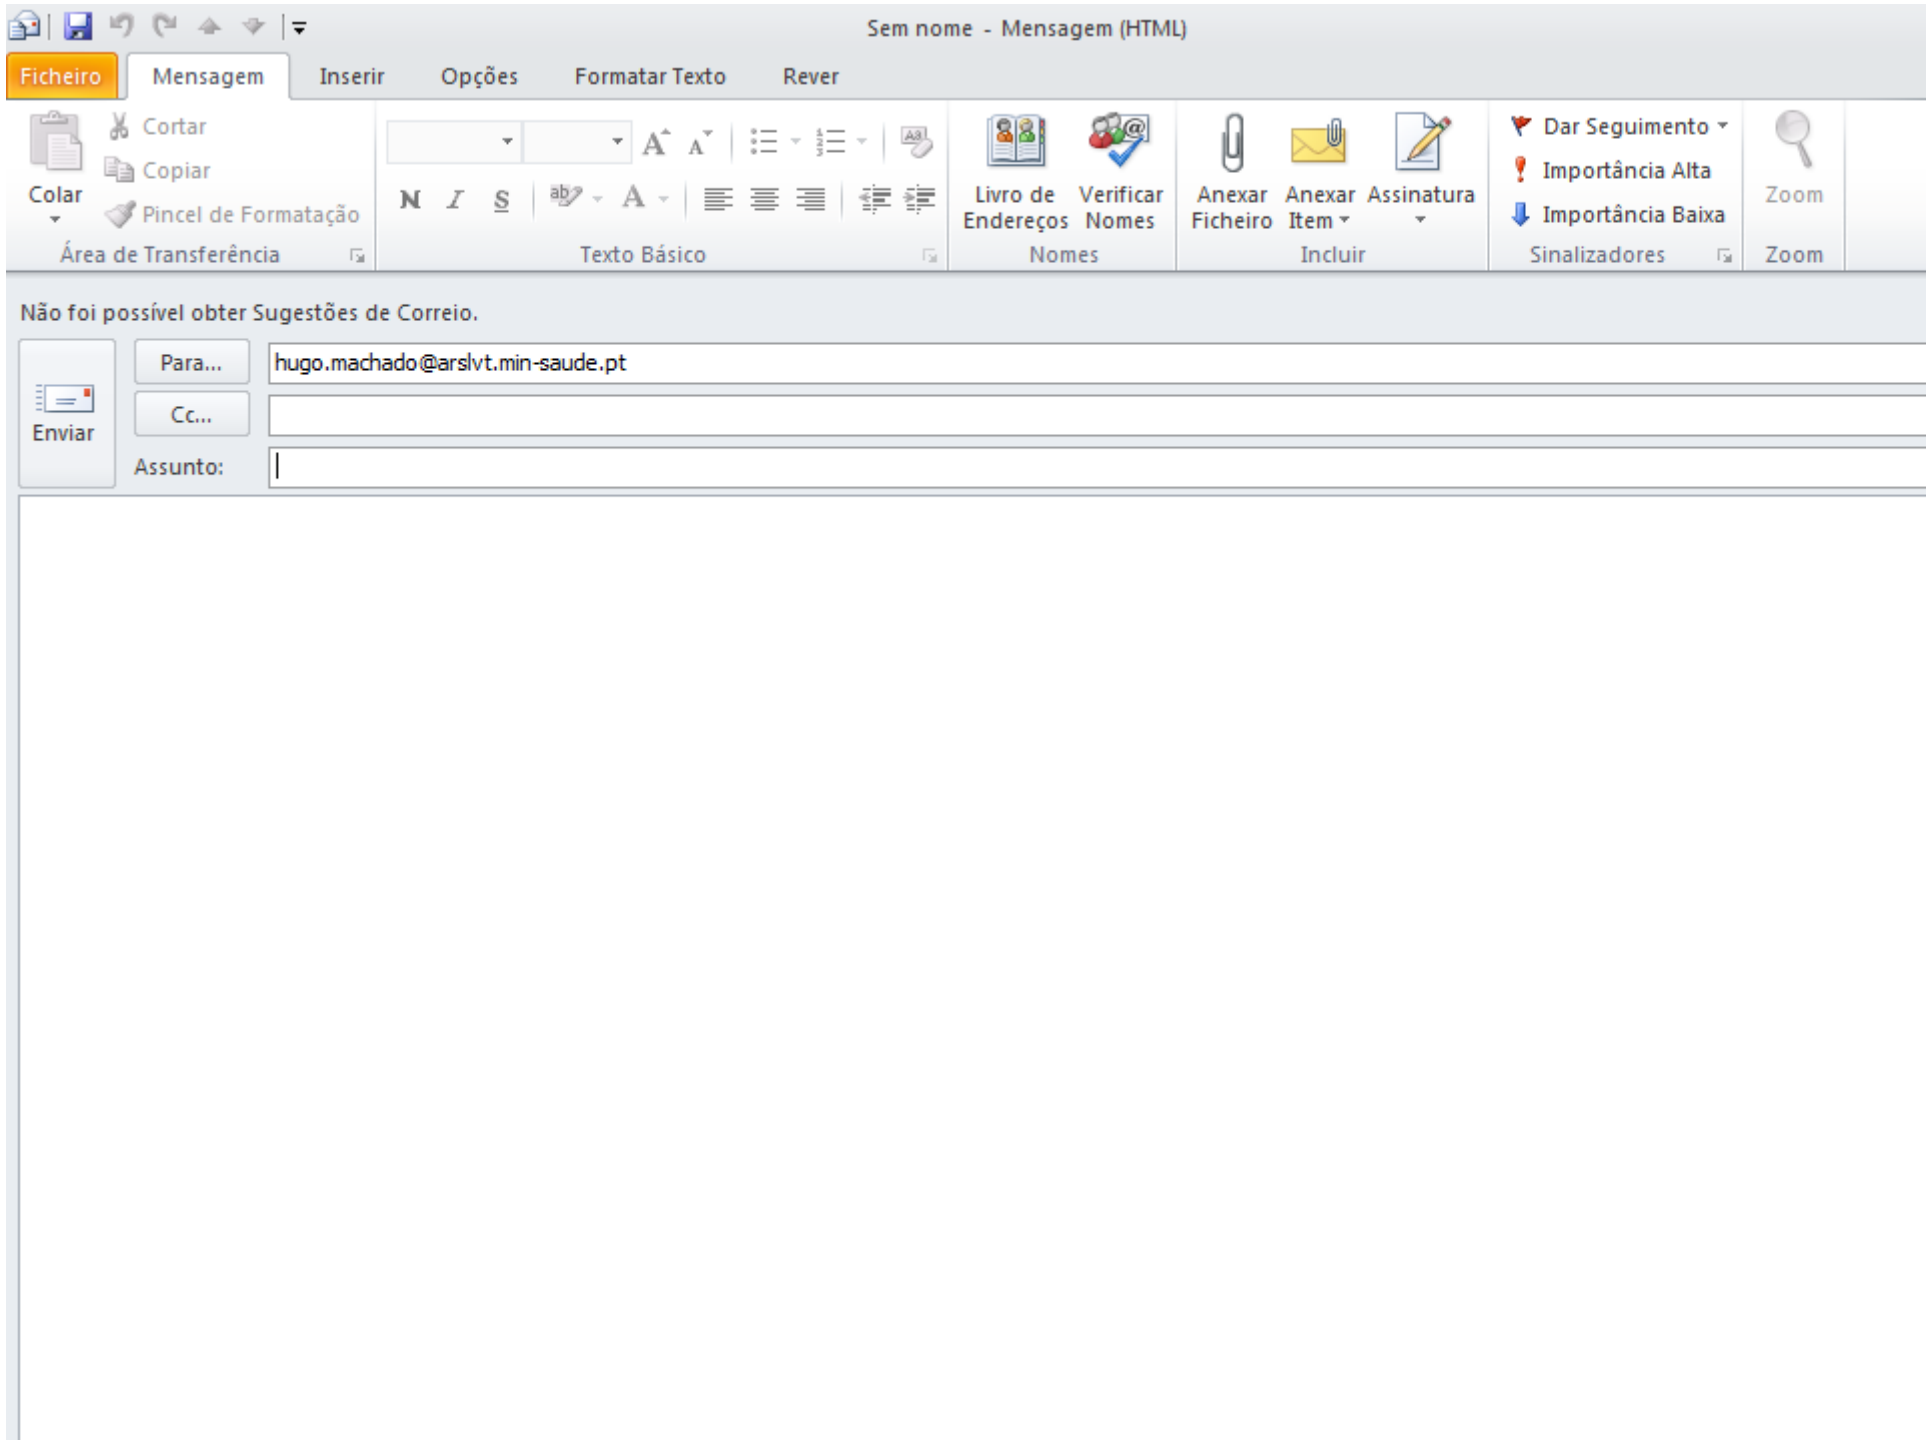 Sem nome - Mensagem (HTML)
Ficheiro Mensagem Inserir Opções Formatar Texto Rever
Colar
Cortar
Copiar
Pincel de Formatação
Área de Transferência
N I S
Texto Básico
Livro de Endereços
Verificar Nomes
Nomes
Anexar Ficheiro
Anexar Item
Assinatura
Incluir
Dar Seguimento
Importância Alta
Importância Baixa
Sinalizadores
Zoom
Zoom
Não foi possível obter Sugestões de Correio.
Enviar
Para... hugo.machado@arslvt.min-saude.pt
Cc...
Assunto: